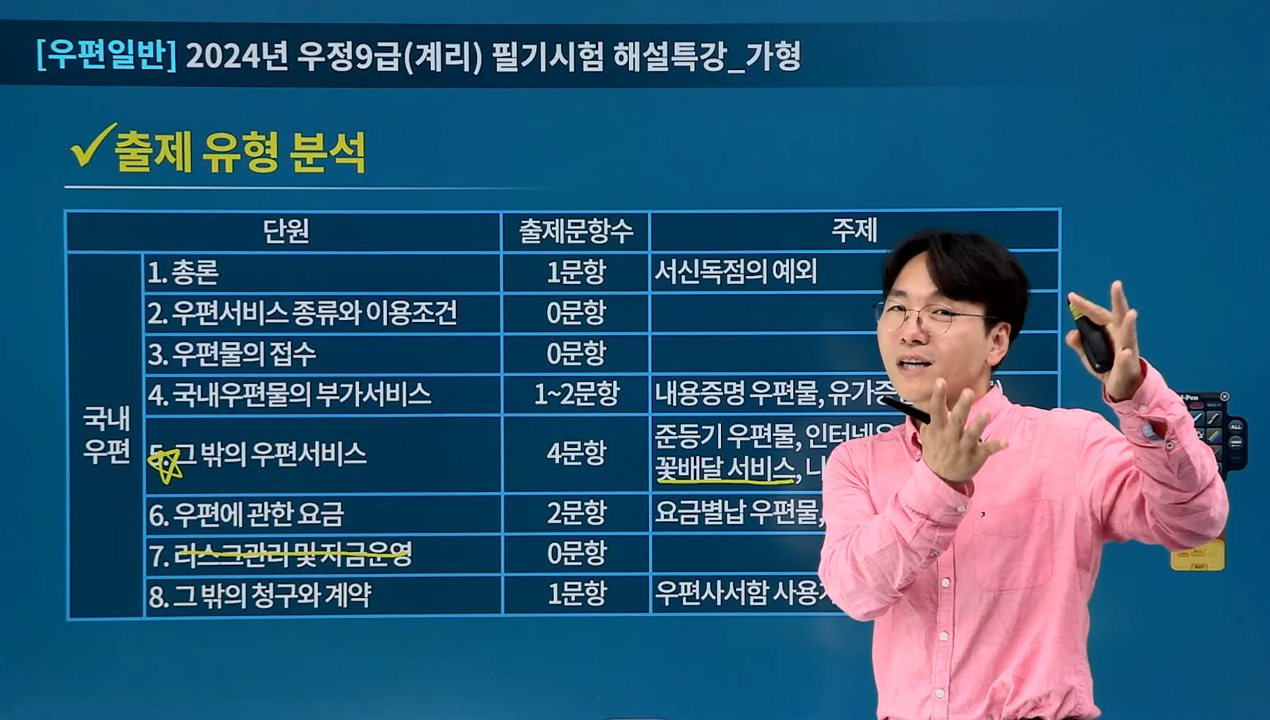 [우편일반] 2024년 우정9급(계리) 필기시험 해설특강_가형
출제 유형 분석
단원 출제문항수 주제
국내
우편
1. 총론 1문항 서신독점의 예외
2. 우편서비스 종류와 이용조건 0문항
3. 우편물의 접수 0문항
4. 국내우편물의 부가서비스 1~2문항 내용증명 우편물,
5. 그 밖의 우편서비스 4문항 준등기 우편물,
꽃배달 서비스,
6. 우편에 관한 요금 2문항 요금별납 우편물,
7. 리스크관리 및 자금운영 0문항
8. 그 밖의 청구와 계약 1문항 우편사서함
ALL